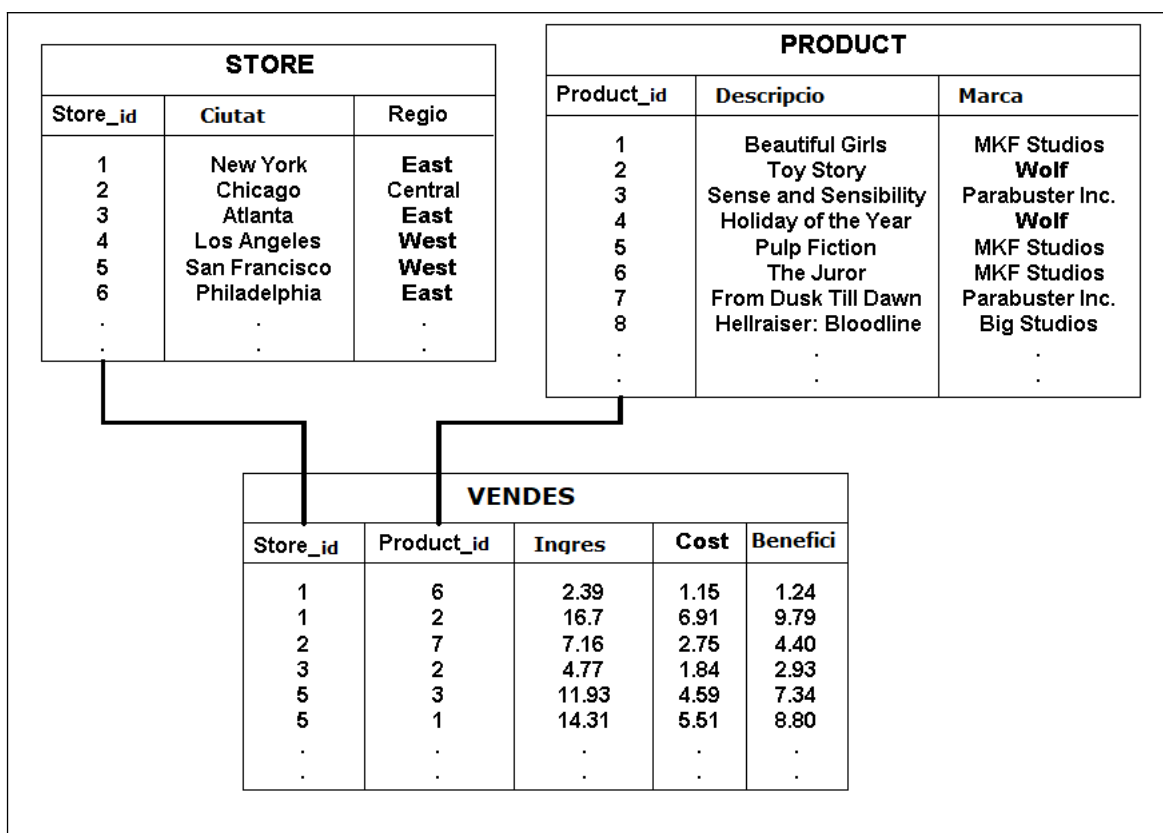 STORE
Store_id Ciutat Regio
1 New York East
2 Chicago Central
3 Atlanta East
4 Los Angeles West
5 San Francisco West
6 Philadelphia East
. . .
. . .
PRODUCT
Product_id Descripcio Marca
1 Beautiful Girls MKF Studios
2 Toy Story Wolf
3 Sense and Sensibility Parabuster Inc.
4 Holiday of the Year Wolf
5 Pulp Fiction MKF Studios
6 The Juror MKF Studios
7 From Dusk Till Dawn Parabuster Inc.
8 Hellraiser: Bloodline Big Studios
. . .
. . .
VENDES
Store_id Product_id Ingres Cost Benefici
1 6 2.39 1.15 1.24
1 2 16.7 6.91 9.79
2 7 7.16 2.75 4.40
3 2 4.77 1.84 2.93
5 3 11.93 4.59 7.34
5 1 14.31 5.51 8.80
. . . . .
. . . . .